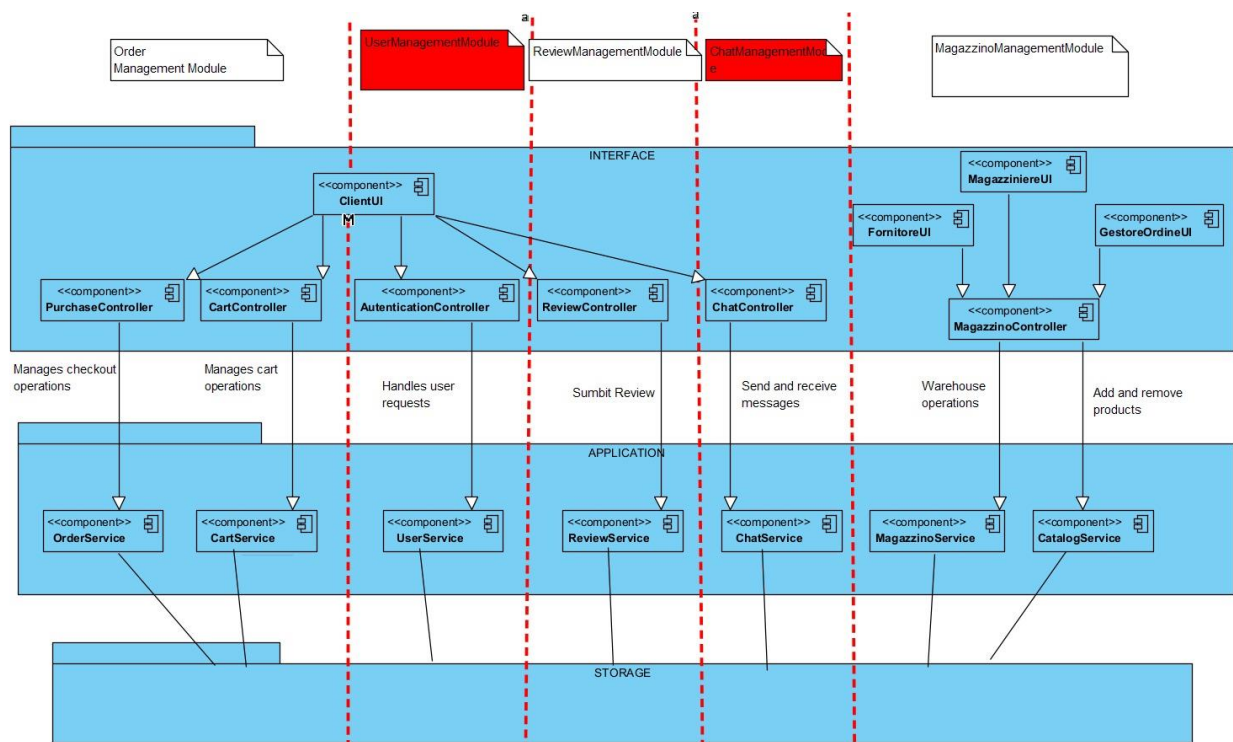 a
a
Order
Management Module
UserManagementModule
ReviewManagementModule
ChatManagementModul
e
MagazzinoManagementModule
INTERFACE
<<component>>
ClientUI
M
<<component>>
MagazziniereUI
<<component>>
FornitoreUI
<<component>>
GestoreOrdineUI
<<component>>
PurchaseController
<<component>>
CartController
<<component>>
AutenticationController
<<component>>
ReviewController
<<component>>
ChatController
<<component>>
MagazzinoController
Manages checkout
operations
Manages cart
operations
Handles user
requests
Sumbit Review
Send and receive
messages
Warehouse
operations
Add and remove
products
APPLICATION
<<component>>
OrderService
<<component>>
CartService
<<component>>
UserService
<<component>>
ReviewService
<<component>>
ChatService
<<component>>
MagazzinoService
<<component>>
CatalogService
STORAGE